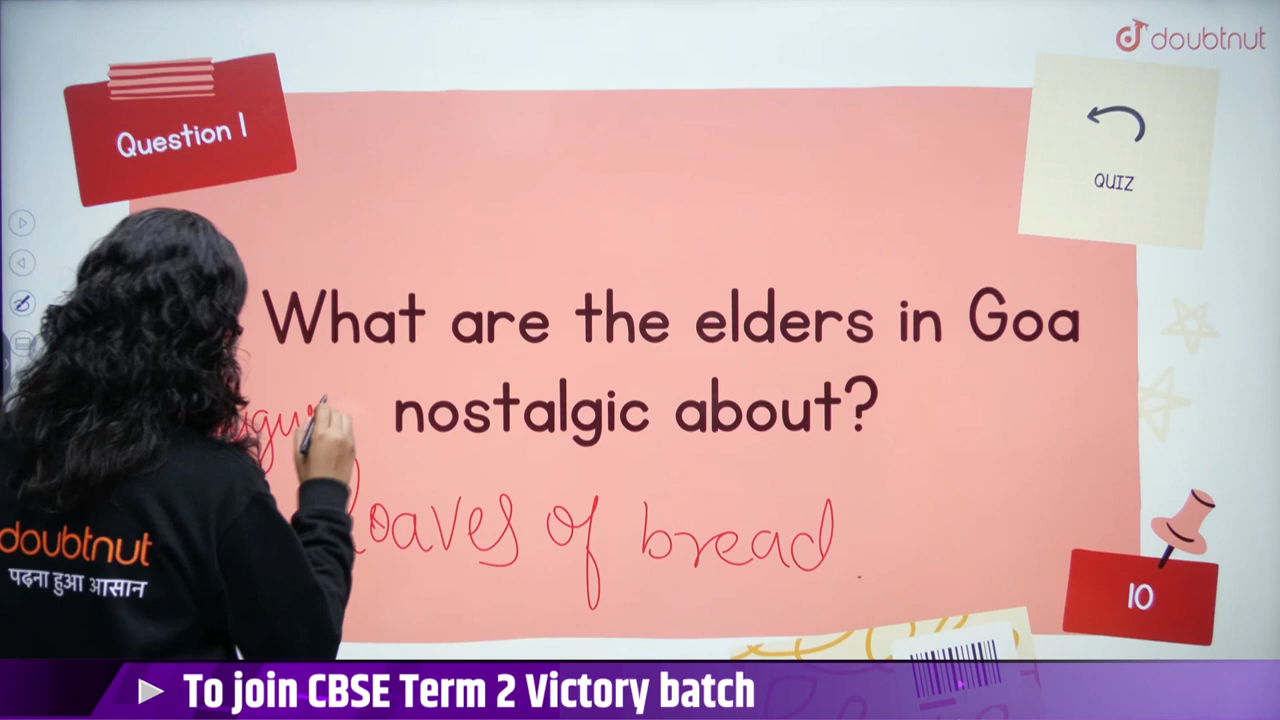 doubtnut
Question 1
QUIZ
What are the elders in Goa
nostalgic about?
loaves of bread.
10
doubtnut
पढ़ना हुआ आसान
To join CBSE Term 2 Victory batch